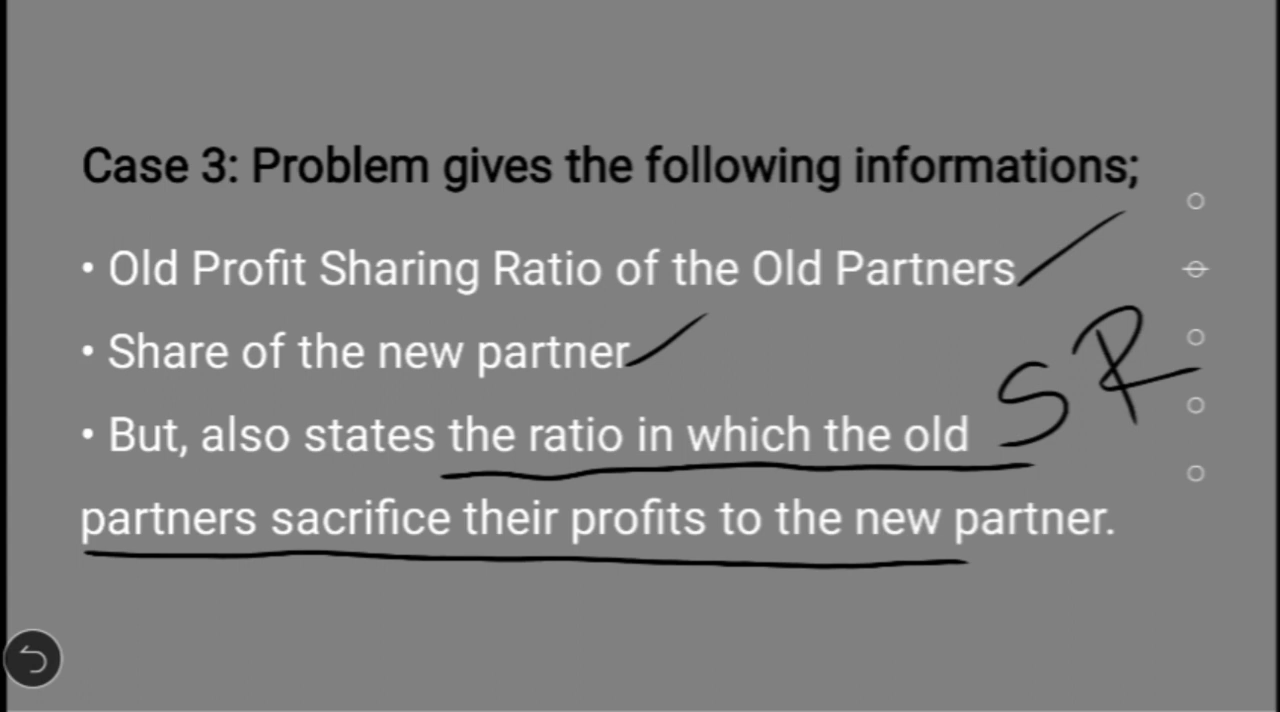 Case 3: Problem gives the following informations;
• Old Profit Sharing Ratio of the Old Partners
• Share of the new partner
• But, also states the ratio in which the old
SR
partners sacrifice their profits to the new partner.